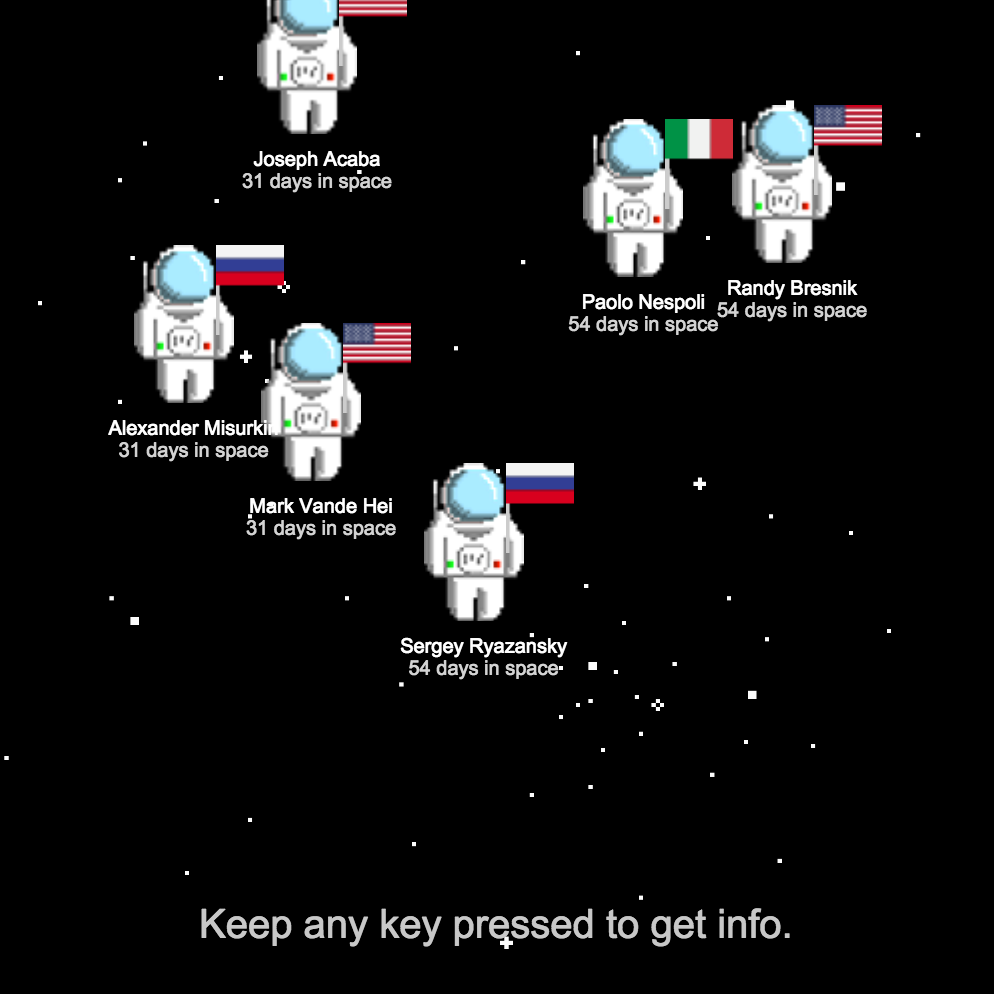 Joseph Acaba
31 days in space
Paolo Nespoli
54 days in space
Randy Bresnik
54 days in space
Alexander Misurkin
31 days in space
Mark Vande Hei
31 days in space
Sergey Ryazansky
54 days in space
Keep any key pressed to get info.